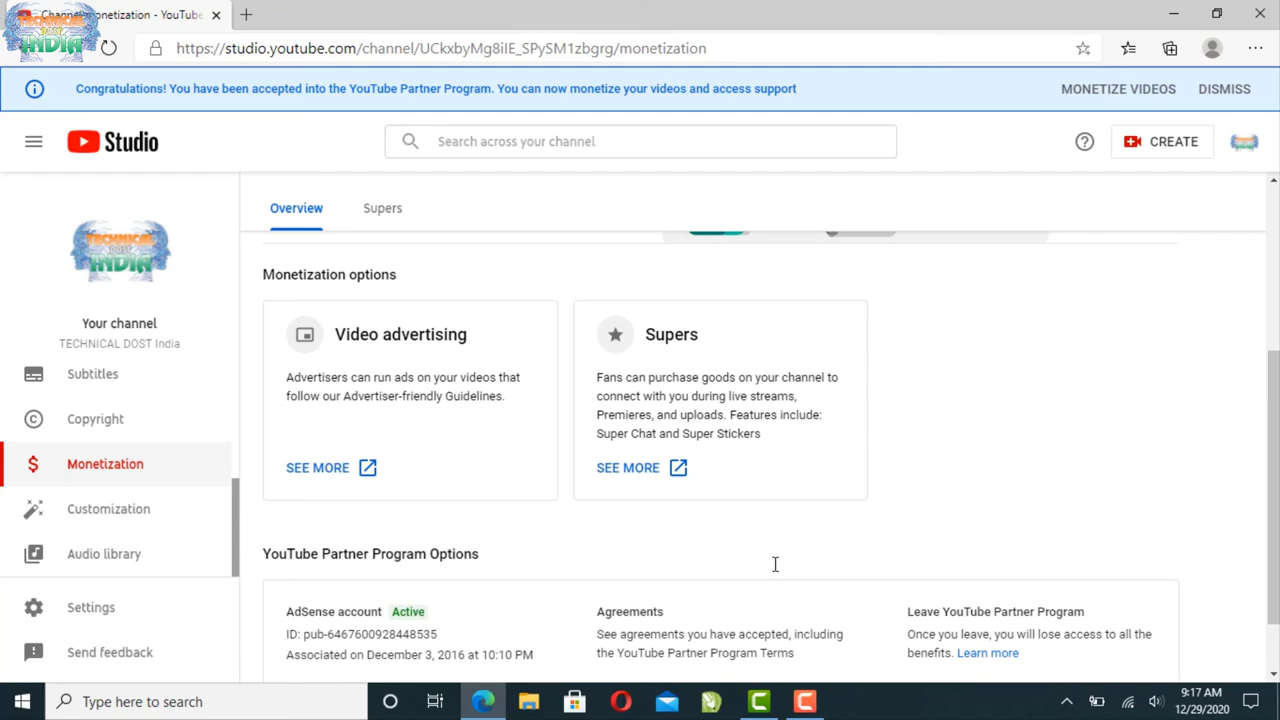 Channel monetization - YouTube
TECHNICAL
DOST
INDIA
https://studio.youtube.com/channel/UCkxbyMg8iIE_SPySM1zbgrg/monetization
Congratulations! You have been accepted into the YouTube Partner Program. You can now monetize your videos and access support
MONETIZE VIDEOS
DISMISS
Studio
Search across your channel
CREATE
TECHNICAL
DOST
INDIA
Your channel
TECHNICAL DOST India
Subtitles
Copyright
Monetization
Customization
Audio library
Settings
Send feedback
Overview
Supers
Monetization options
Video advertising
Advertisers can run ads on your videos that
follow our Advertiser-friendly Guidelines.
SEE MORE
Supers
Fans can purchase goods on your channel to
connect with you during live streams,
Premieres, and uploads. Features include:
Super Chat and Super Stickers
SEE MORE
YouTube Partner Program Options
AdSense account Active
ID: pub-6467600928448535
Associated on December 3, 2016 at 10:10 PM
Agreements
See agreements you have accepted, including
the YouTube Partner Program Terms
Leave YouTube Partner Program
Once you leave, you will lose access to all the
benefits. Learn more
Type here to search
9:17 AM
12/29/2020